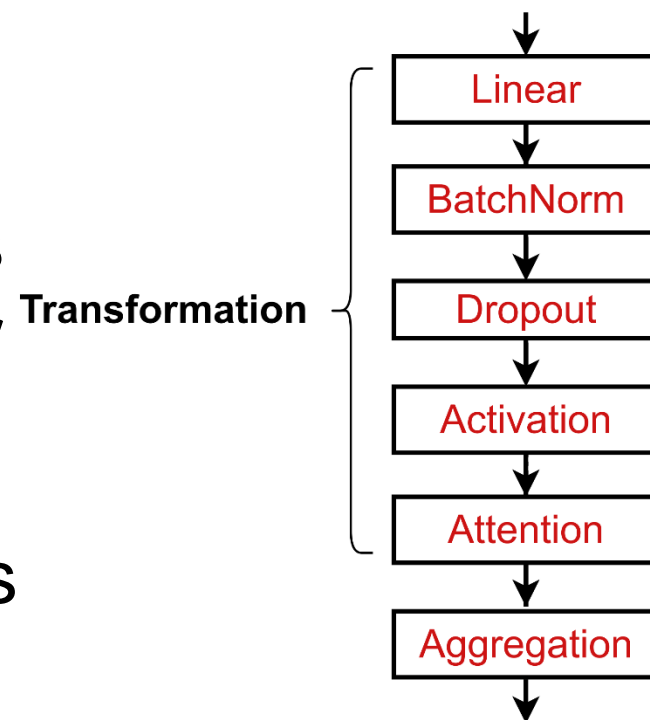 Linear
BatchNorm
Transformation
Dropout
Activation
Attention
s
Aggregation